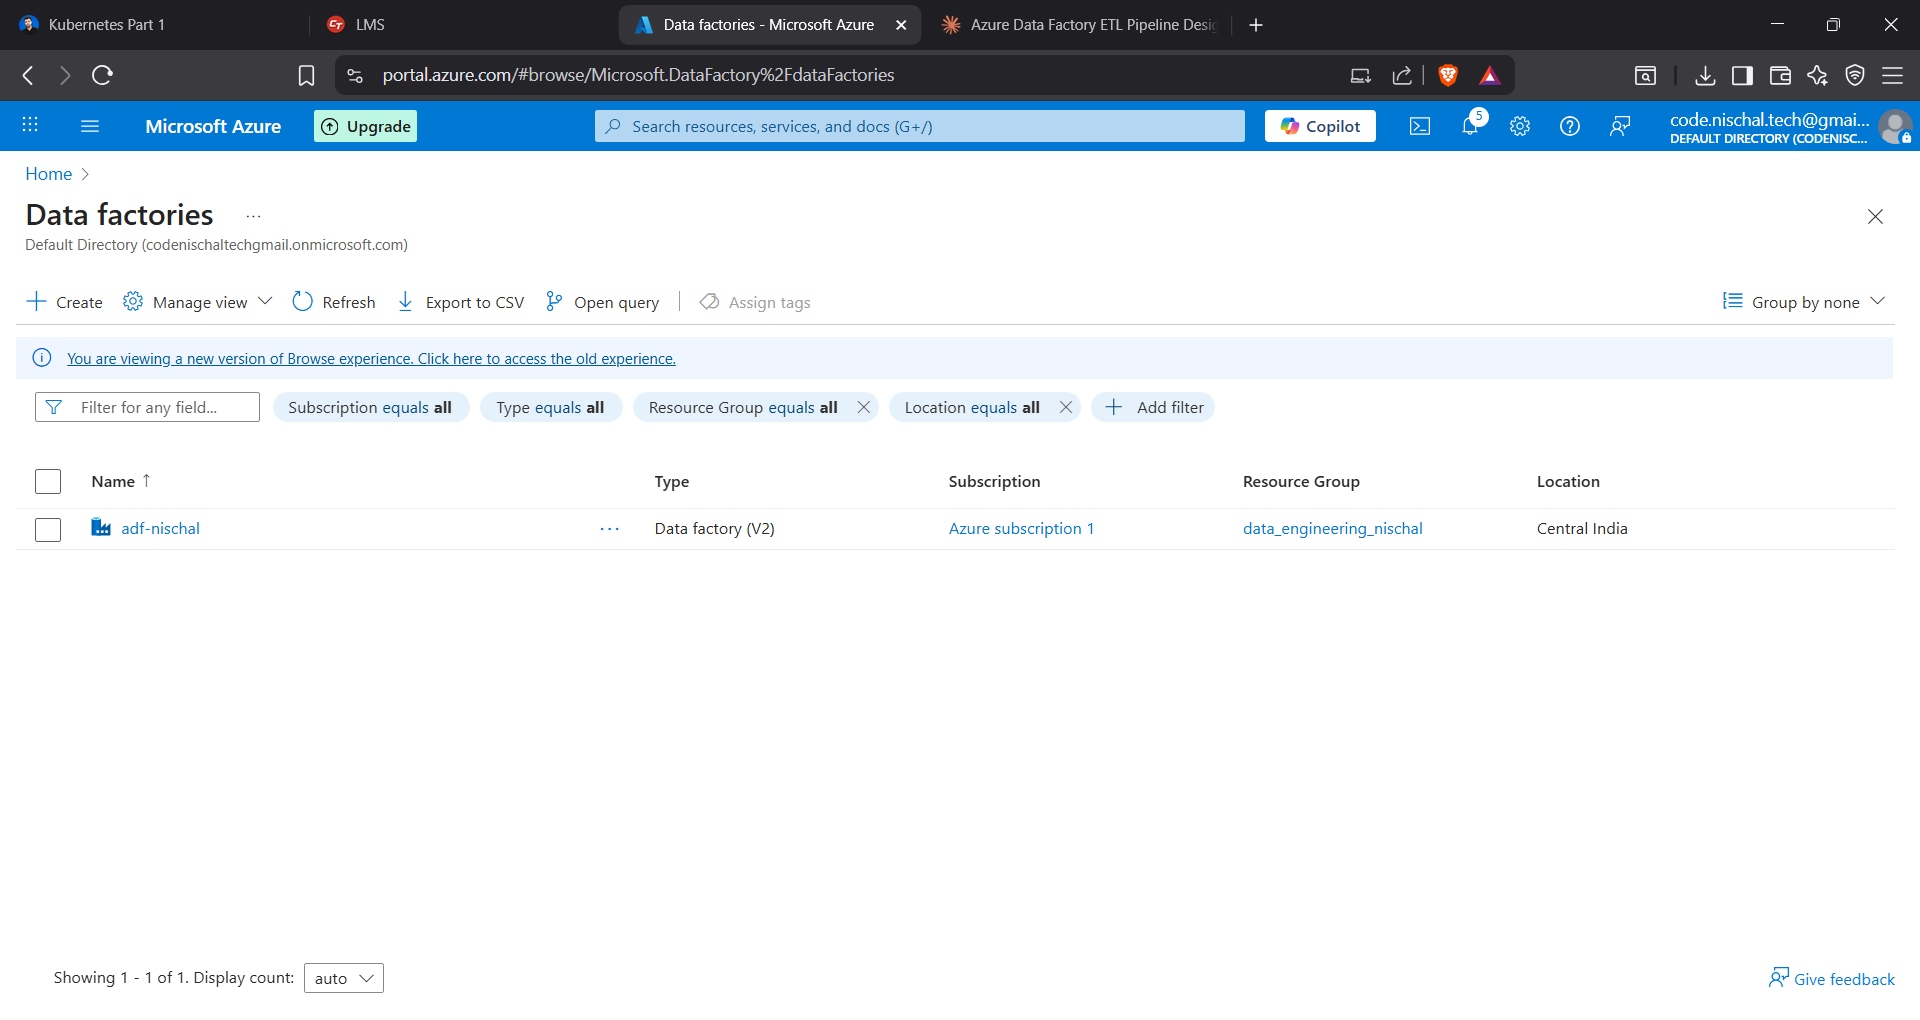 Kubernetes Part 1
LMS
Data factories - Microsoft Azure
Azure Data Factory ETL Pipeline Desig
portal.azure.com/#browse/Microsoft.DataFactory%2FdataFactories
Microsoft Azure
Upgrade
Search resources, services, and docs (G+/)
Copilot
5
code.nischal.tech@gmai...
DEFAULT DIRECTORY (CODENISC...
Home
Data factories
...
Default Directory (codenischaltechgmail.onmicrosoft.com)
Create
Manage view
Refresh
Export to CSV
Open query
Assign tags
Group by none
You are viewing a new version of Browse experience. Click here to access the old experience.
Filter for any field...
Subscription equals all
Type equals all
Resource Group equals all
Location equals all
Add filter
Name ↑
Type
Subscription
Resource Group
Location
adf-nischal
...
Data factory (V2)
Azure subscription 1
data_engineering_nischal
Central India
Showing 1 - 1 of 1. Display count:
auto
Give feedback